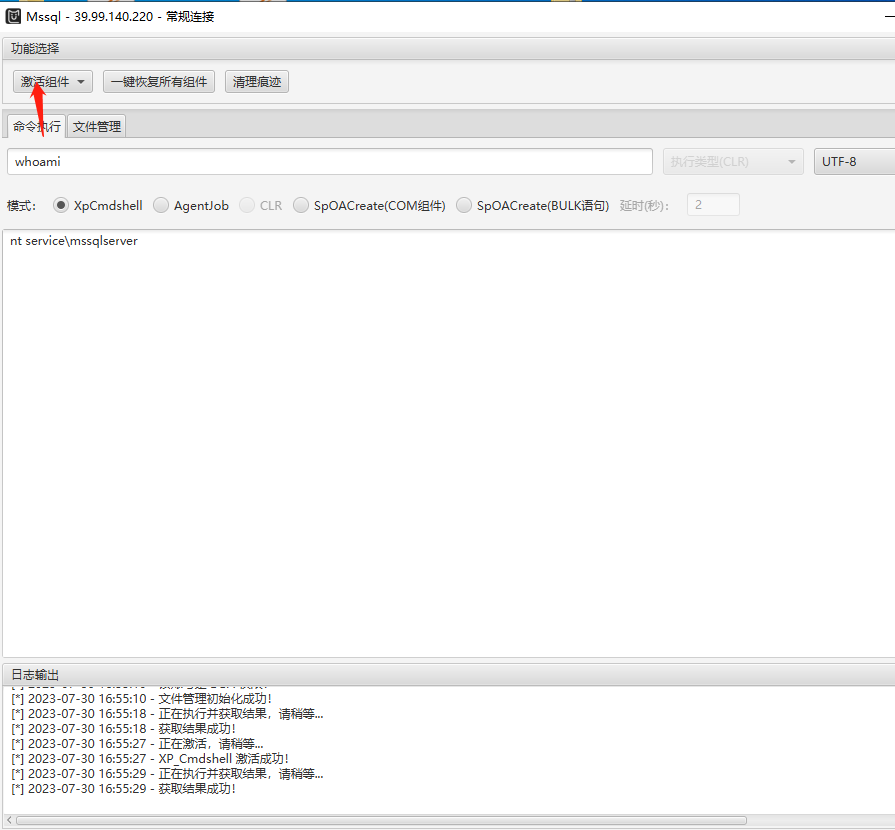 Mssql - 39.99.140.220 - 常规连接
功能选择
激活组件 一键恢复所有组件 清理痕迹
命令执行 文件管理
whoami 执行类型(CLR) UTF-8
模式: XpCmdshell AgentJob CLR SpOACreate(COM组件) SpOACreate(BULK语句) 延时(秒): 2
nt service\mssqlserver
日志输出
[*] 2023-07-30 16:55:10 - 文件管理初始化成功!
[*] 2023-07-30 16:55:18 - 正在执行并获取结果，请稍等...
[*] 2023-07-30 16:55:18 - 获取结果成功!
[*] 2023-07-30 16:55:27 - 正在激活，请稍等...
[*] 2023-07-30 16:55:27 - XP_Cmdshell 激活成功!
[*] 2023-07-30 16:55:29 - 正在执行并获取结果，请稍等...
[*] 2023-07-30 16:55:29 - 获取结果成功!